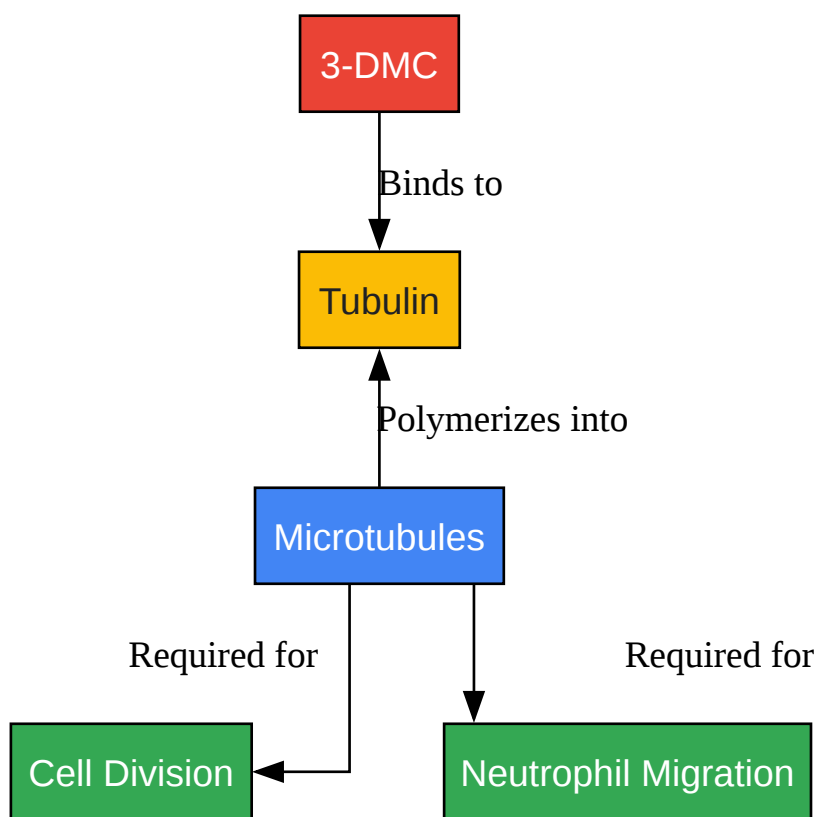 3-DMC
Binds to
Tubulin
Polymerizes into
Microtubules
Required for
Required for
Cell Division
Neutrophil Migration